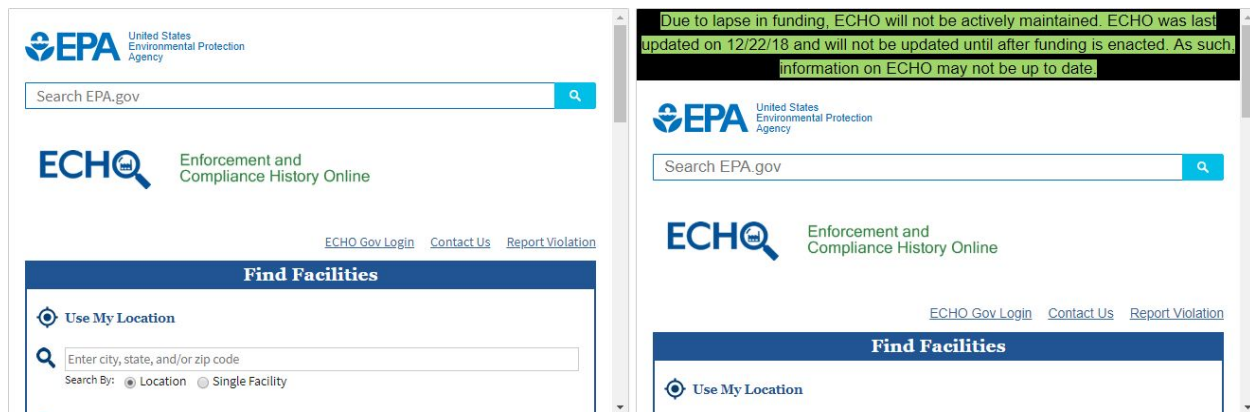 EPA United States
Environmental Protection
Agency
Search EPA.gov
ECHO Enforcement and
Compliance History Online
ECHO Gov Login Contact Us Report Violation
Find Facilities
Use My Location
Enter city, state, and/or zip code
Search By: Location Single Facility
Due to lapse in funding, ECHO will not be actively maintained. ECHO was last
updated on 12/22/18 and will not be updated until after funding is enacted. As such,
information on ECHO may not be up to date.
EPA United States
Environmental Protection
Agency
Search EPA.gov
ECHO Enforcement and
Compliance History Online
ECHO Gov Login Contact Us Report Violation
Find Facilities
Use My Location